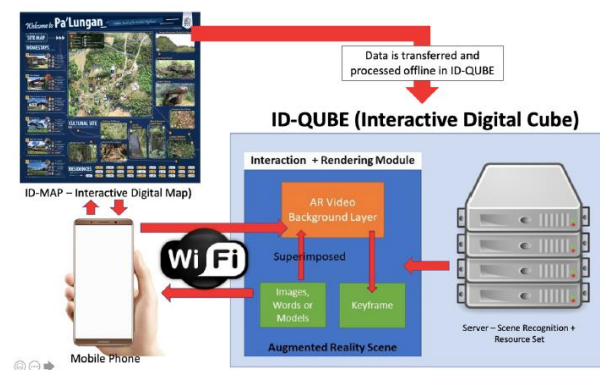 Welcome to Pa'Lungan
SITE MAP
HOMESTAYS
CULTURAL SITE
RESIDENCES
ID-MAP – Interactive Digital Map)
Data is transferred and
processed offline in ID-QUBE
ID-QUBE (Interactive Digital Cube)
Interaction + Rendering Module
AR Video
Background Layer
Superimposed
Images,
Words or
Models
Keyframe
Augmented Reality Scene
Wi Fi
Mobile Phone
Server – Scene Recognition +
Resource Set